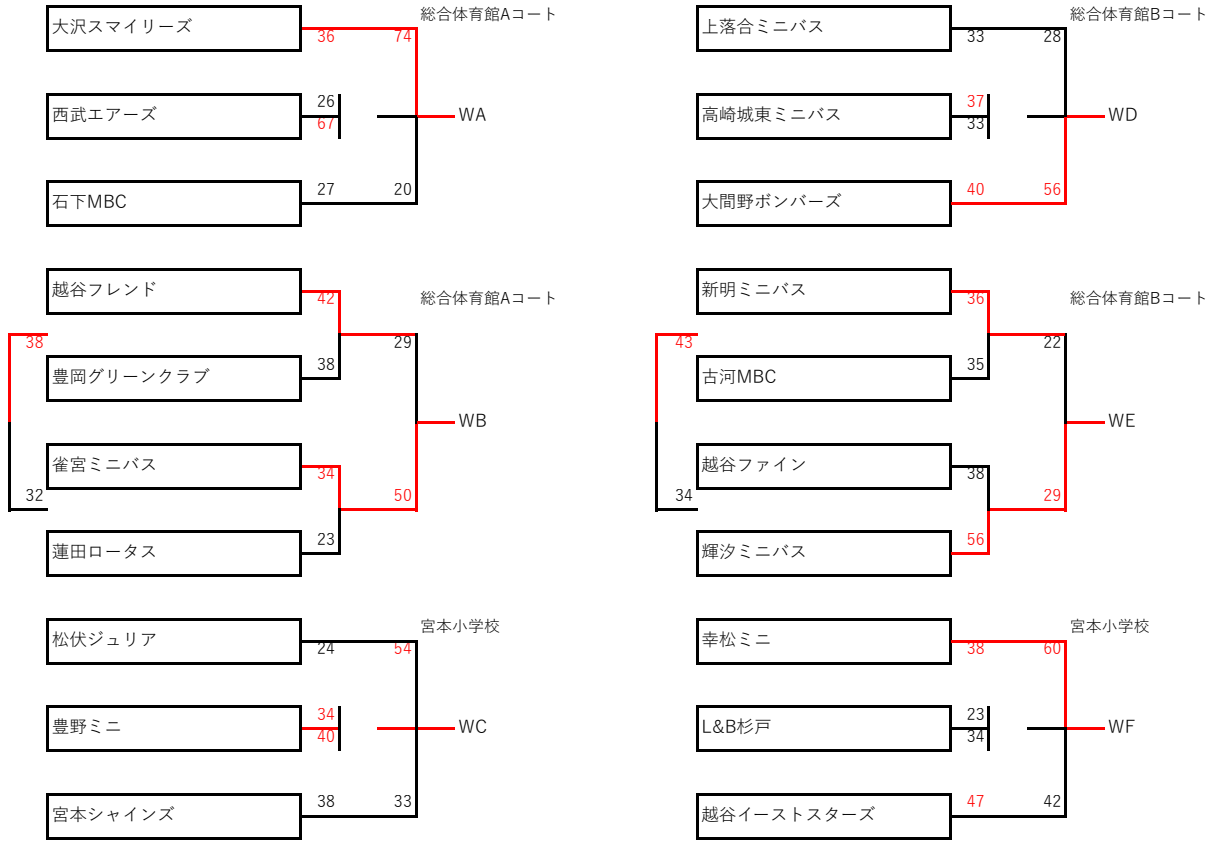 総合体育館Aコート
大沢スマイリーズ
36
74
26
西武エアーズ
67
WA
27
20
石下MBC
総合体育館Bコート
上落合ミニバス
33
28
37
高崎城東ミニバス
33
WD
40
56
大間野ボンバーズ
総合体育館Aコート
越谷フレンド
42
38
29
38
豊岡グリーンクラブ
WB
雀宮ミニバス
34
32
50
23
蓮田ロータス
総合体育館Bコート
新明ミニバス
36
43
22
35
古河MBC
WE
越谷ファイン
38
34
29
56
輝汐ミニバス
宮本小学校
松伏ジュリア
24
54
34
豊野ミニ
40
WC
38
33
宮本シャインズ
宮本小学校
幸松ミニ
38
60
23
L&B杉戸
34
WF
47
42
越谷イーストスターズ